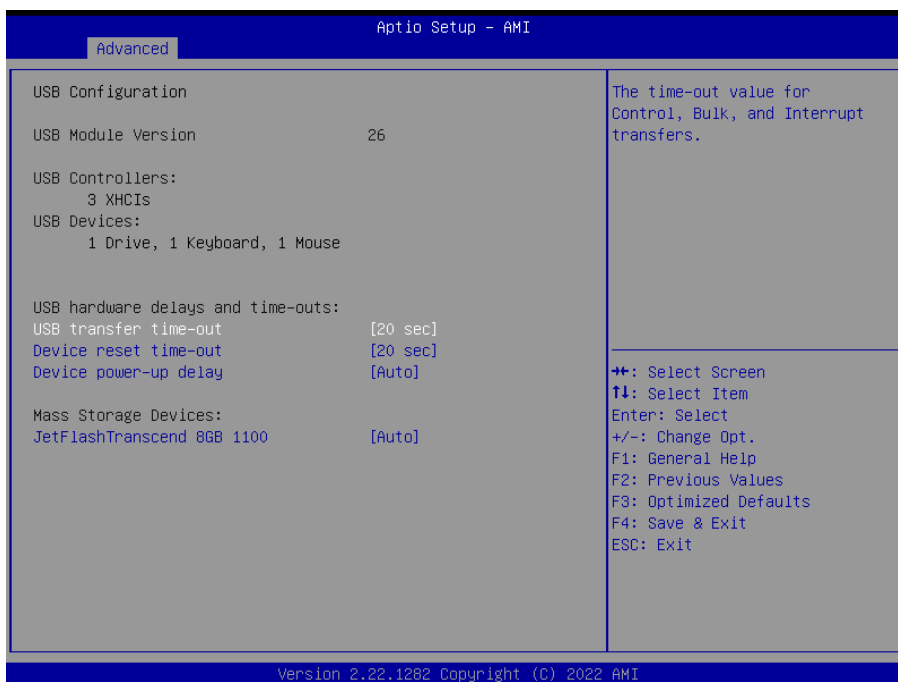 Aptio Setup - AMI
Advanced
USB Configuration
USB Module Version 26
USB Controllers:
3 XHCIs
USB Devices:
1 Drive, 1 Keyboard, 1 Mouse
USB hardware delays and time-outs:
USB transfer time-out [20 sec]
Device reset time-out [20 sec]
Device power-up delay [Auto]
Mass Storage Devices:
JetFlashTranscend 8GB 1100 [Auto]
The time-out value for
Control, Bulk, and Interrupt
transfers.
→←: Select Screen
↑↓: Select Item
Enter: Select
+/-: Change Opt.
F1: General Help
F2: Previous Values
F3: Optimized Defaults
F4: Save & Exit
ESC: Exit
Version 2.22.1282 Copyright (C) 2022 AMI